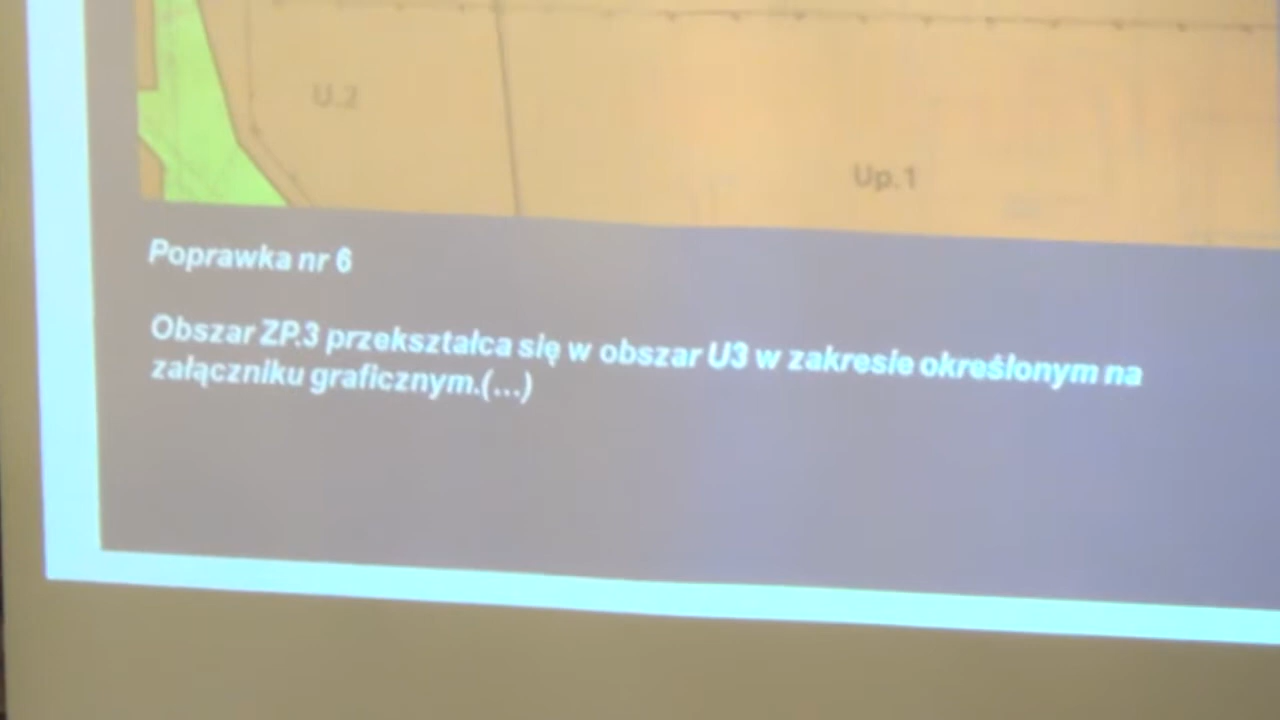 U.2
Up.1
Poprawka nr 6
Obszar ZP.3 przekształca się w obszar U3 w zakresie określonym na
załączniku graficznym.(...)